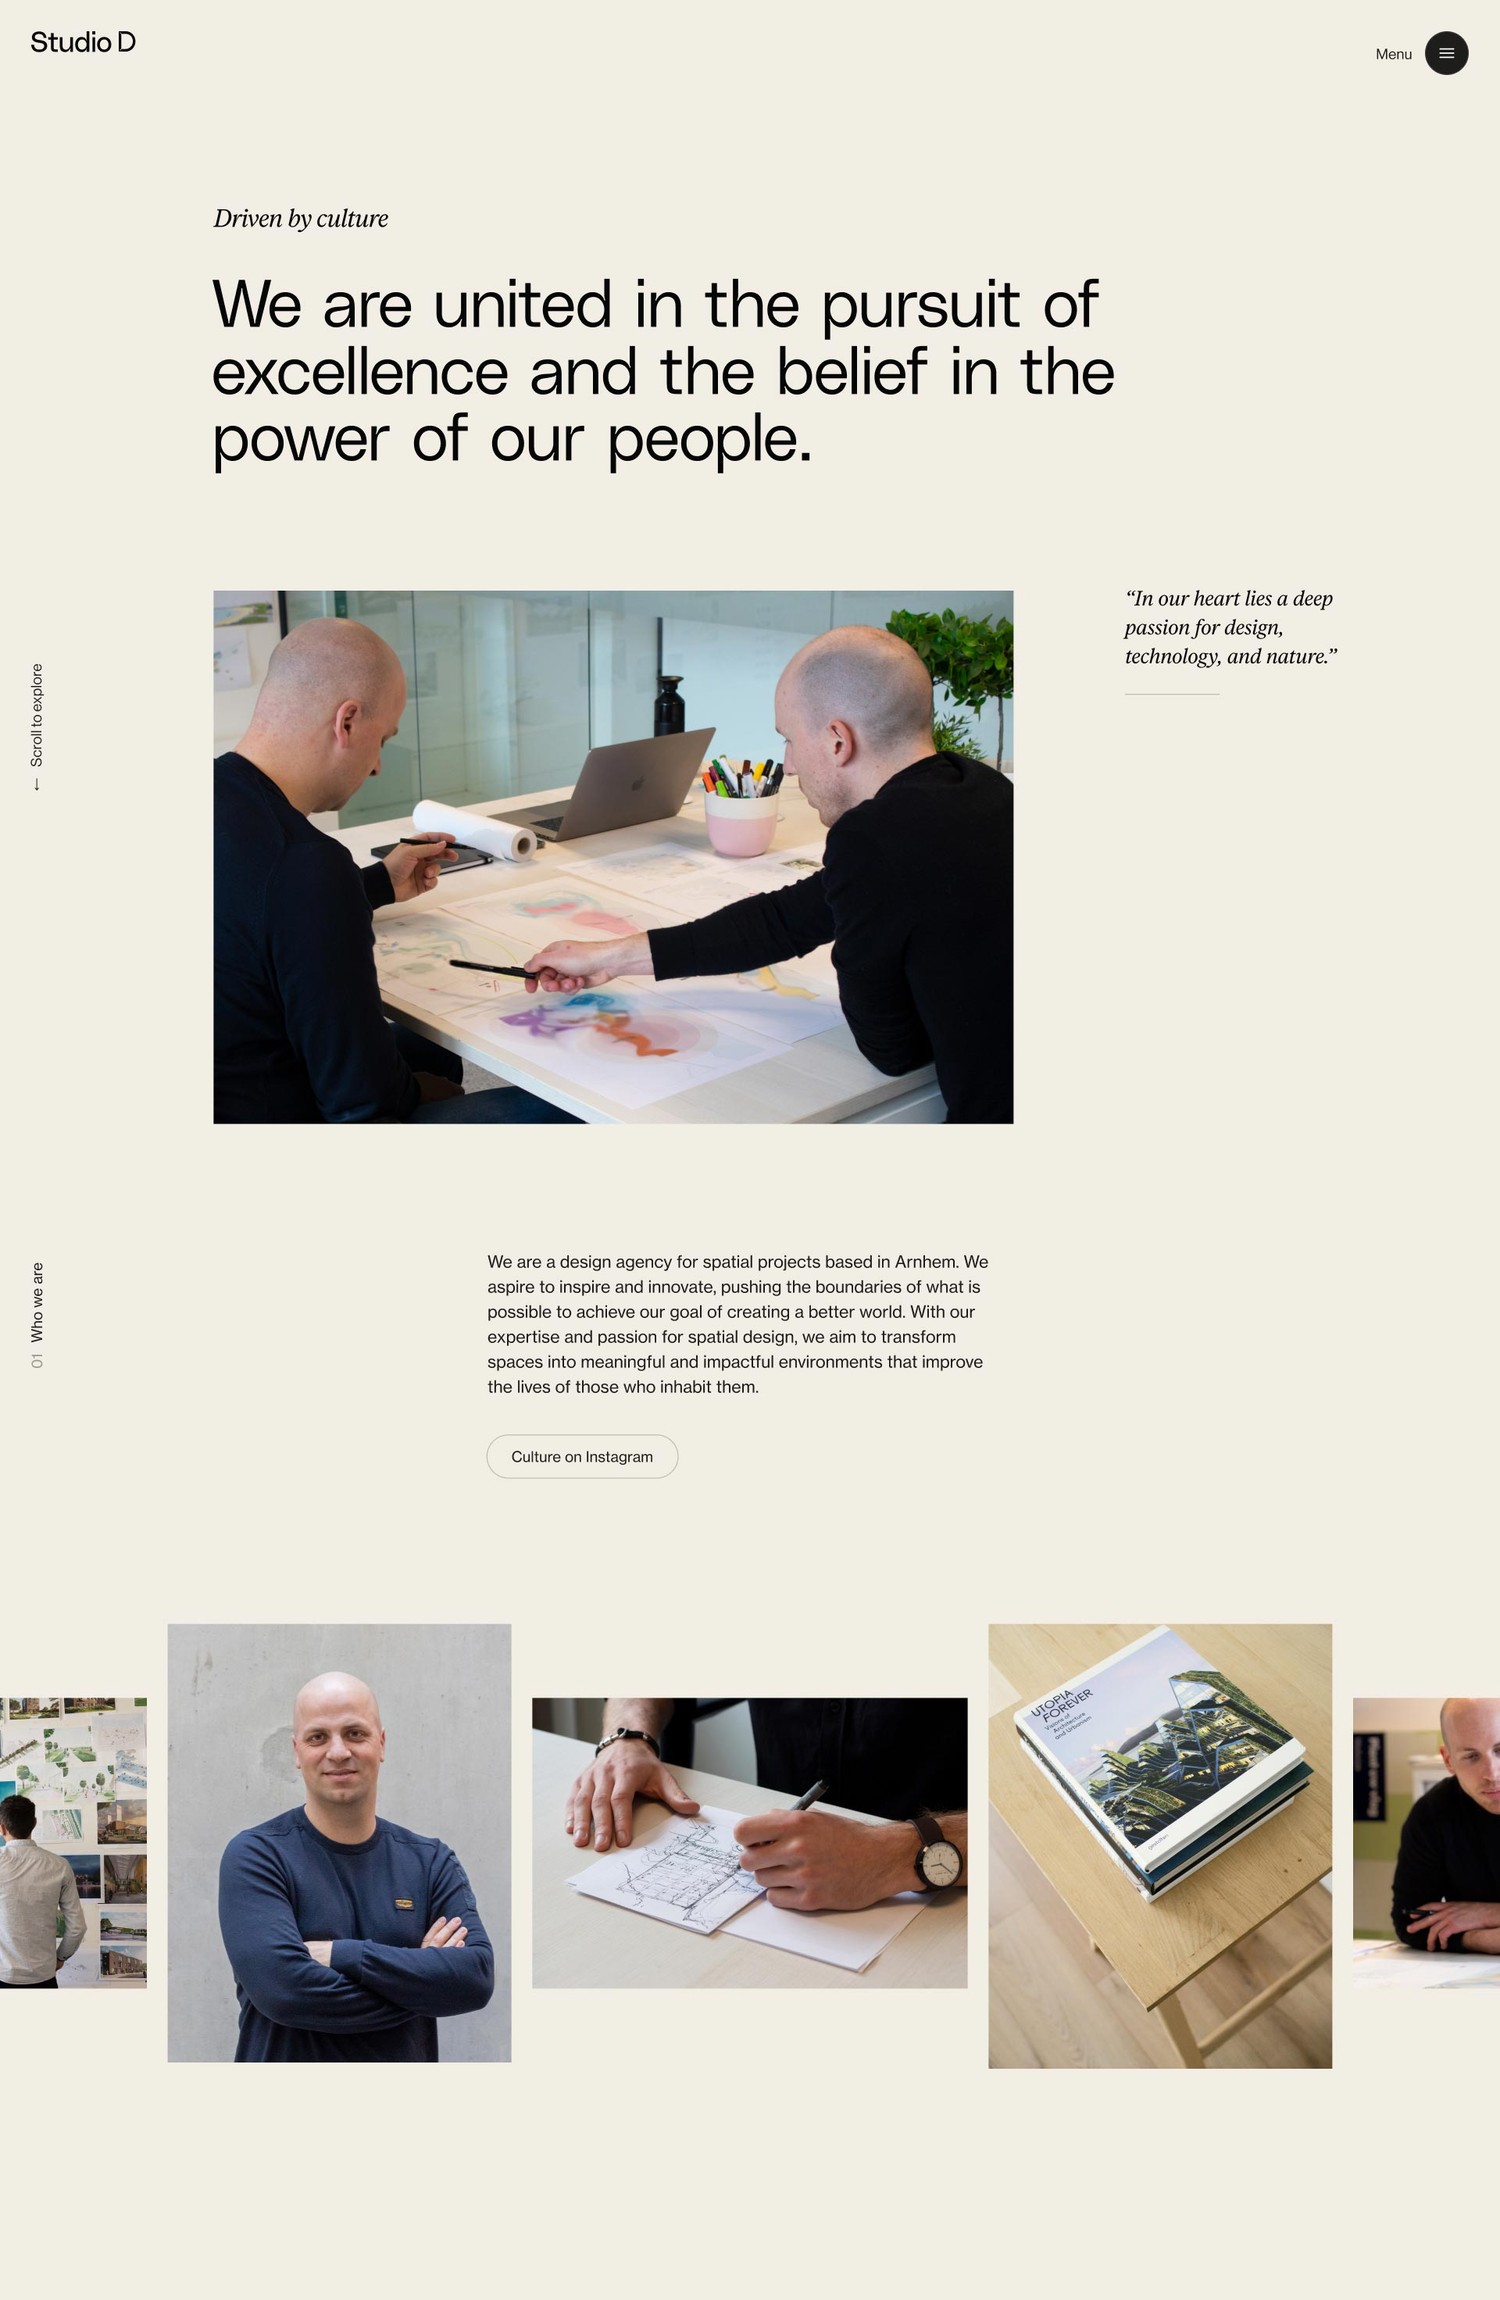 Studio D
Menu
Driven by culture
We are united in the pursuit of
excellence and the belief in the
power of our people.
← Scroll to explore
“In our heart lies a deep
passion for design,
technology, and nature.”
01 Who we are
We are a design agency for spatial projects based in Arnhem. We
aspire to inspire and innovate, pushing the boundaries of what is
possible to achieve our goal of creating a better world. With our
expertise and passion for spatial design, we aim to transform
spaces into meaningful and impactful environments that improve
the lives of those who inhabit them.
Culture on Instagram
UTOPIA
FOREVER
Visions of
Architecture
and Urbanism